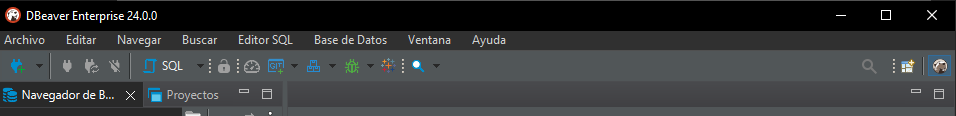 DBeaver Enterprise 24.0.0
Archivo Editar Navegar Buscar Editor SQL Base de Datos Ventana Ayuda
SQL GIT
Navegador de B... Proyectos